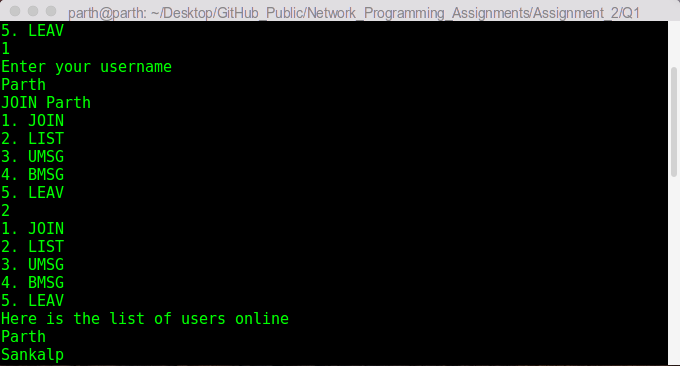 parth@parth: ~/Desktop/GitHub_Public/Network_Programming_Assignments/Assignment_2/Q1
5. LEAV
1
Enter your username
Parth
JOIN Parth
1. JOIN
2. LIST
3. UMSG
4. BMSG
5. LEAV
2
1. JOIN
2. LIST
3. UMSG
4. BMSG
5. LEAV
Here is the list of users online
Parth
Sankalp